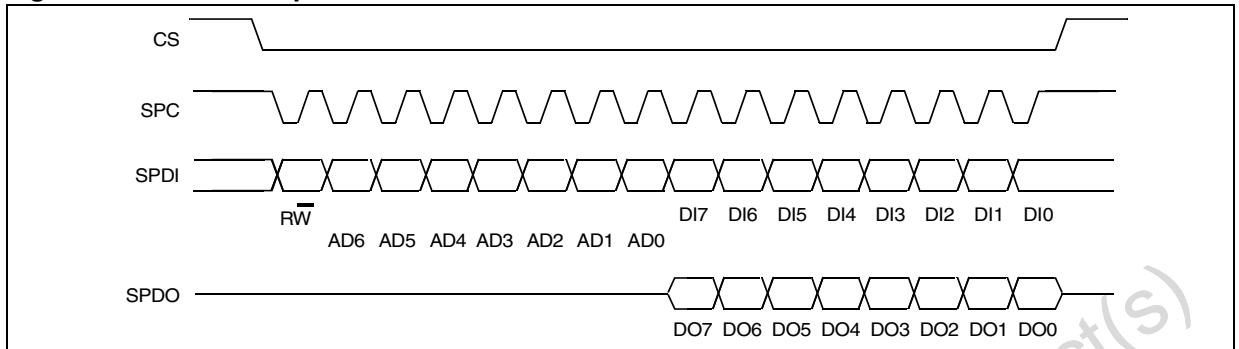 CS
SPC
SPDI
RW
DI7 DI6 DI5 DI4 DI3 DI2 DI1 DI0
AD6 AD5 AD4 AD3 AD2 AD1 AD0
SPDO
DO7 DO6 DO5 DO4 DO3 DO2 DO1 DO0